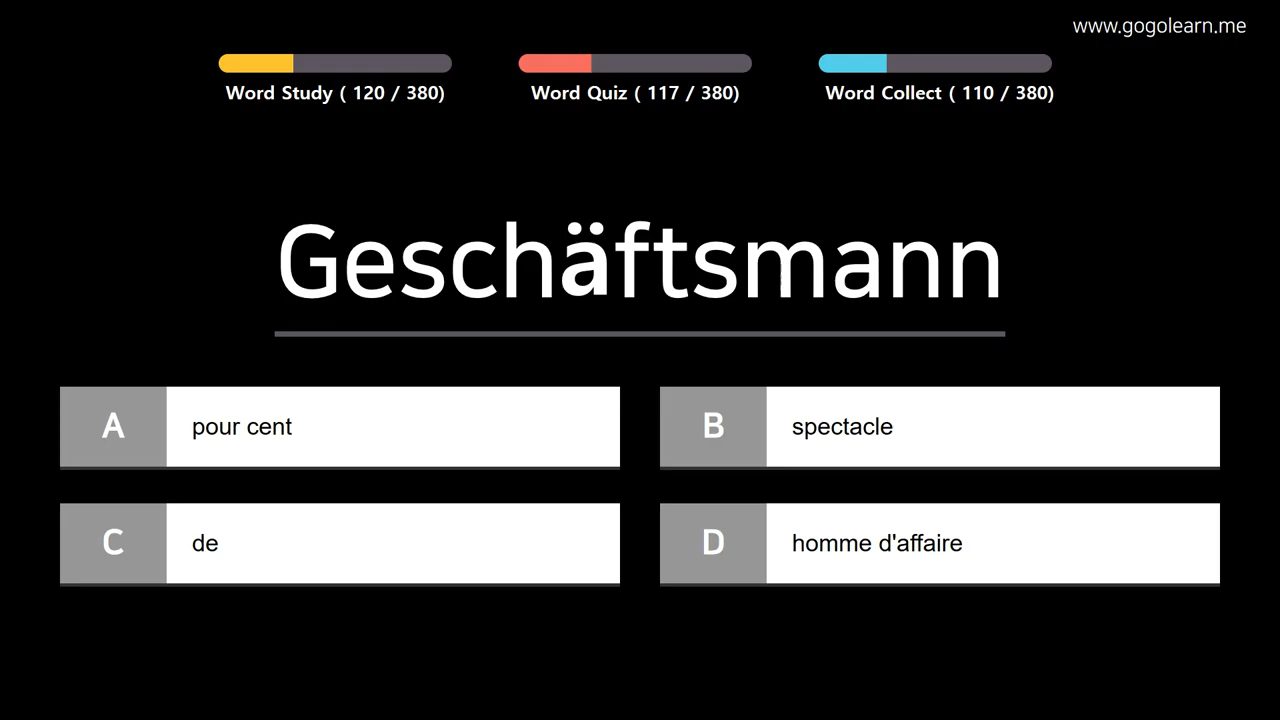 www.gogolearn.me
Word Study ( 120 / 380)
Word Quiz ( 117 / 380)
Word Collect ( 110 / 380)
Geschäftsmann
A pour cent
B spectacle
C de
D homme d'affaire